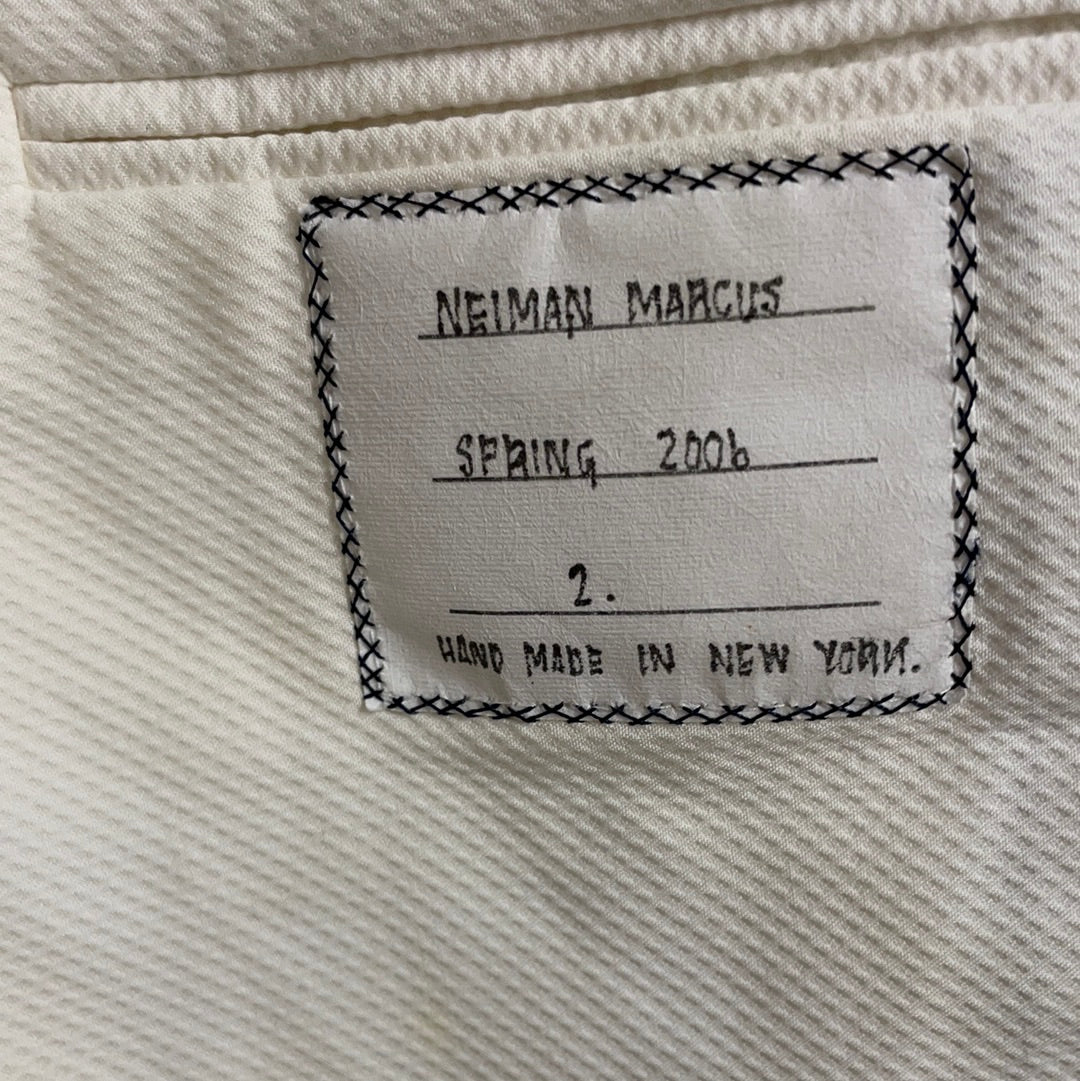 NEIMAN MARCUS
SPRING 2006
2.
HAND MADE IN NEW YORK.